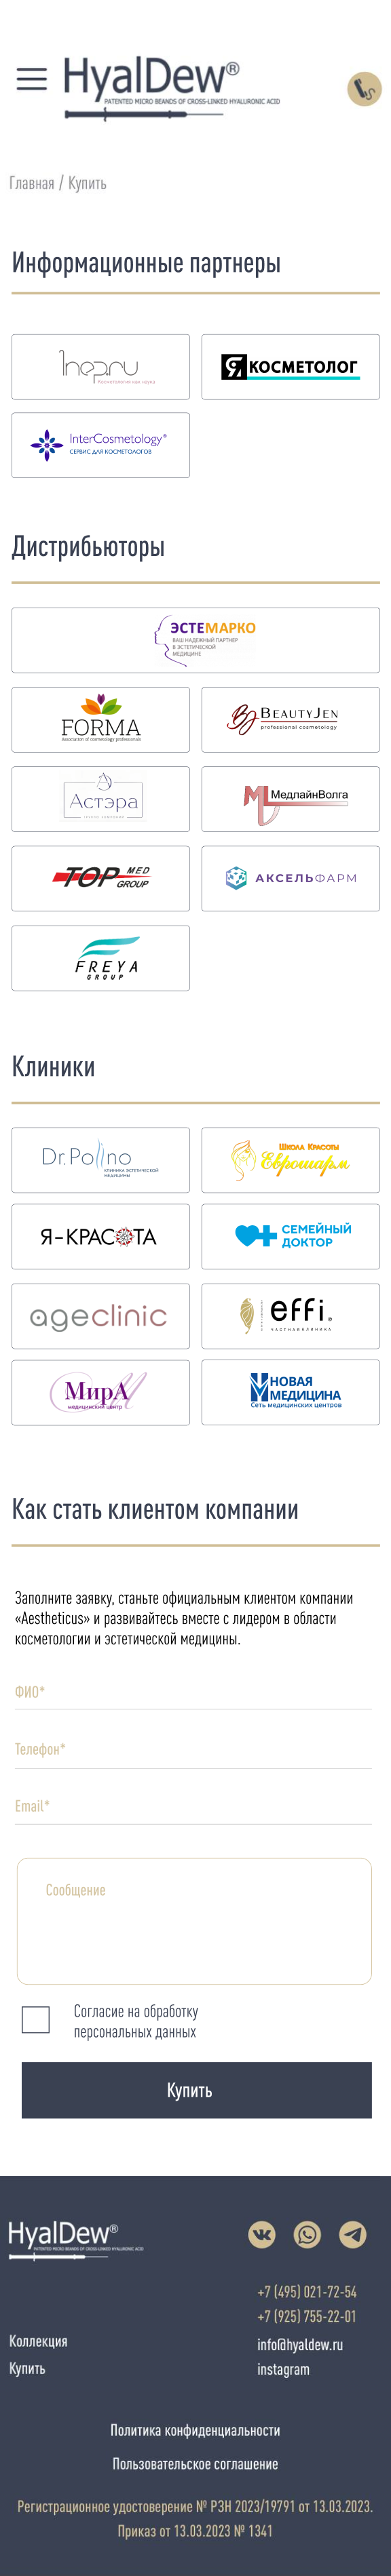 HyalDew®
PATENTED MICRO BEANDS OF CROSS-LINKED HYALURONIC ACID
Главная / Купить
Информационные партнеры
1nep.ru
Косметология как наука
Я КОСМЕТОЛОГ
InterCosmetology®
СЕРВИС ДЛЯ КОСМЕТОЛОГОВ
Дистрибьюторы
ЭСТЕМАРКО
ВАШ НАДЕЖНЫЙ ПАРТНЕР
В ЭСТЕТИЧЕСКОЙ
МЕДИЦИНЕ
FORMA
Association of cosmetology professionals
BEAUTYJEN
professional cosmetology
Астэра
ГРУППА КОМПАНИЙ
МедлайнВолга
TOP MED
GROUP
АКСЕЛЬФАРМ
FREYA
GROUP
Клиники
Dr.Pollno
КЛИНИКА ЭСТЕТИЧЕСКОЙ
МЕДИЦИНЫ
Школа Красоты
Еврошарм
Я-КРАСОТА
СЕМЕЙНЫЙ
ДОКТОР
ageclinic
effi
ЧАСТНАЯ КЛИНИКА
МирА
медицинский центр
НОВАЯ
МЕДИЦИНА
Сеть медицинских центров
Как стать клиентом компании
Заполните заявку, станьте официальным клиентом компании
«Aestheticus» и развивайтесь вместе с лидером в области
косметологии и эстетической медицины.
ФИО*
Телефон*
Email*
Сообщение
Согласие на обработку
персональных данных
Купить
HyalDew®
PATENTED MICRO BEANDS OF CROSS-LINKED HYALURONIC ACID
+7 (495) 021-72-54
+7 (925) 755-22-01
Коллекция
info@hyaldew.ru
Купить
instagram
Политика конфиденциальности
Пользовательское соглашение
Регистрационное удостоверение № РЗН 2023/19791 от 13.03.2023.
Приказ от 13.03.2023 № 1341